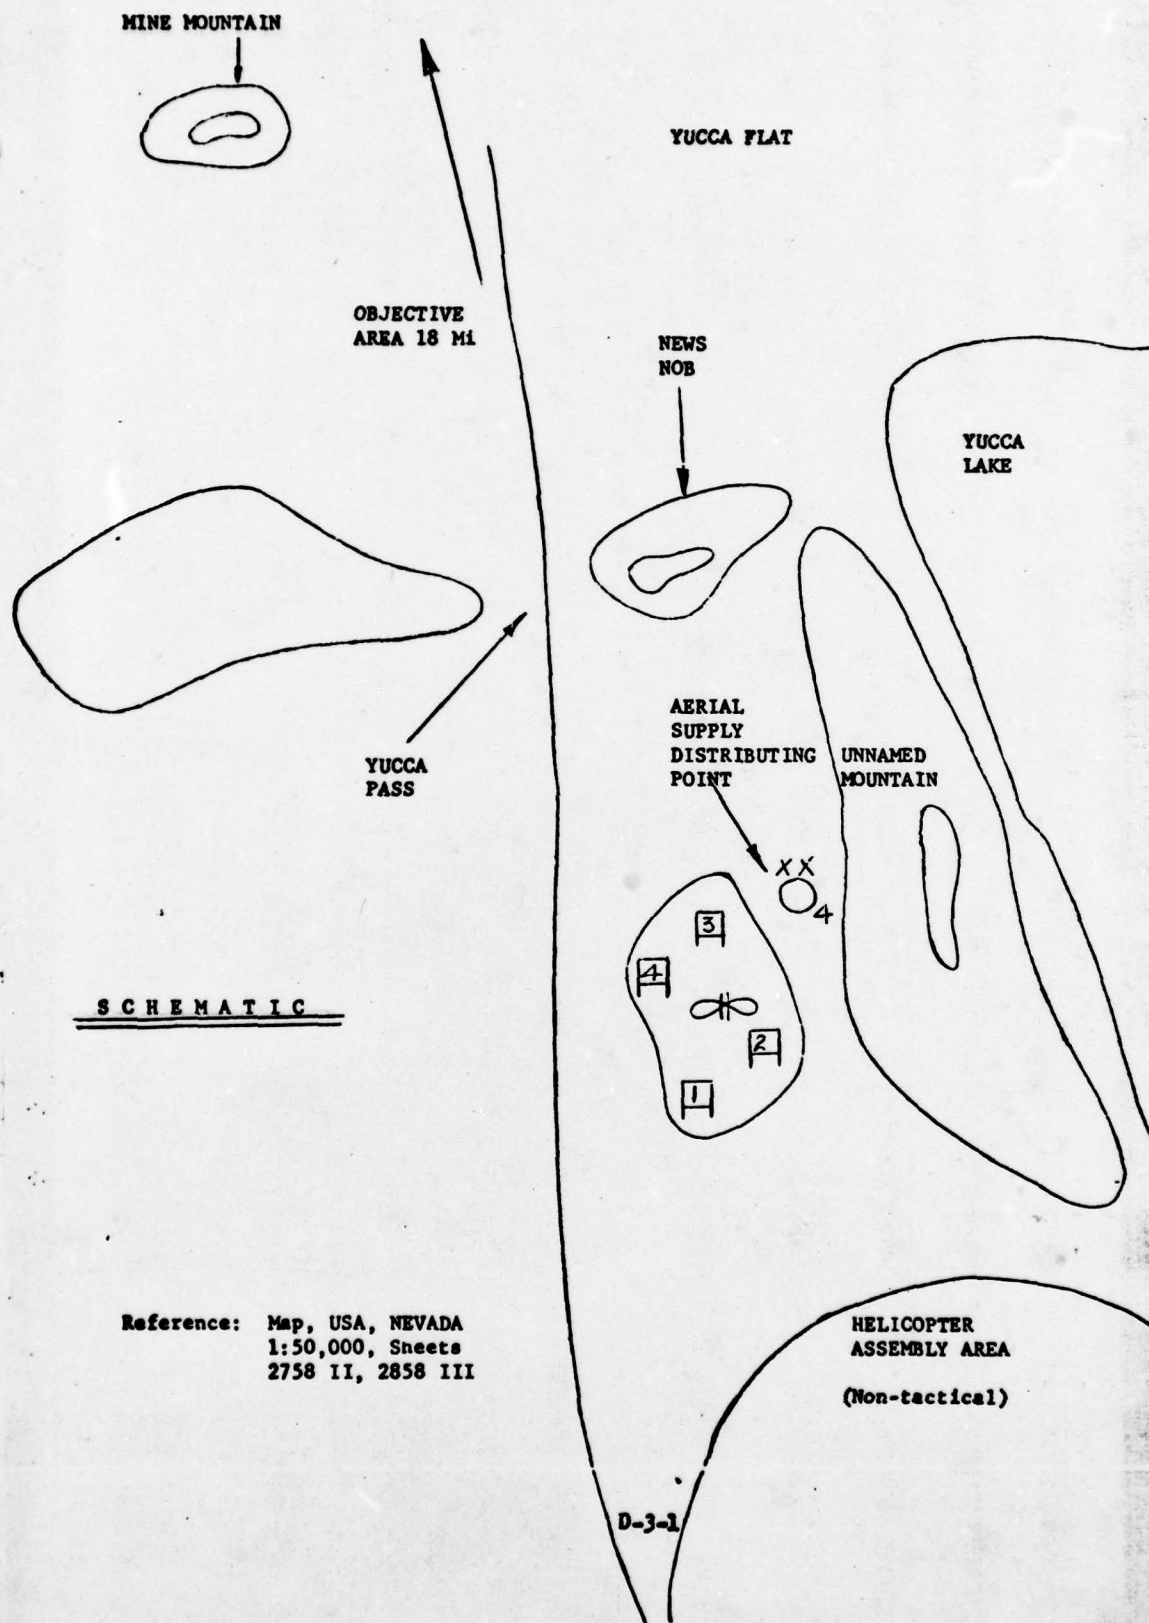 MINE MOUNTAIN
YUCCA FLAT
OBJECTIVE
AREA 18 Mi
NEWS
NOB
YUCCA
LAKE
YUCCA
PASS
AERIAL
SUPPLY
DISTRIBUTING
POINT
UNNAMED
MOUNTAIN
X X
4
3
4
2
1
SCHEMATIC
Reference: Map, USA, NEVADA
1:50,000, Sheets
2758 II, 2858 III
HELICOPTER
ASSEMBLY AREA
(Non-tactical)
D-3-1